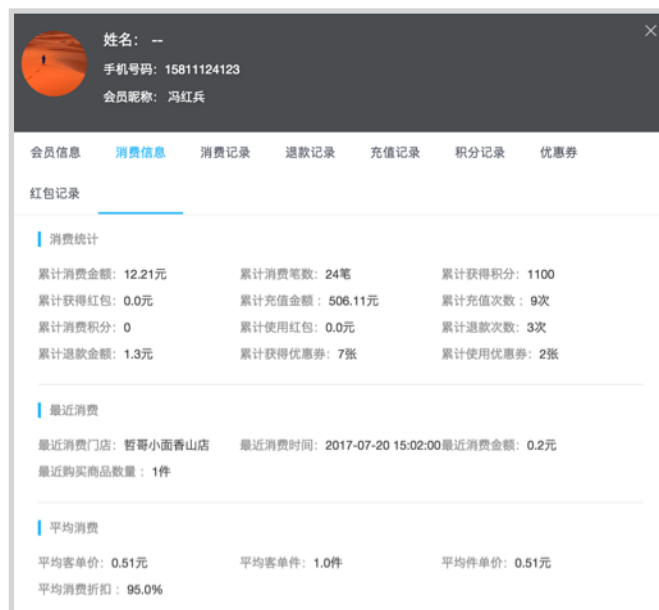 姓名： --
手机号码：15811124123
会员昵称： 冯红兵
会员信息 消费信息 消费记录 退款记录 充值记录 积分记录 优惠券
红包记录
消费统计
累计消费金额：12.21元 累计消费笔数：24笔 累计获得积分：1100
累计获得红包：0.0元 累计充值金额：506.11元 累计充值次数：9次
累计消费积分：0 累计使用红包：0.0元 累计退款次数：3次
累计退款金额：1.3元 累计获得优惠券：7张 累计使用优惠券：2张
最近消费
最近消费门店：哲哥小面香山店 最近消费时间：2017-07-20 15:02:00最近消费金额：0.2元
最近购买商品数量：1件
平均消费
平均客单价：0.51元 平均客单件：1.0件 平均件单价：0.51元
平均消费折扣：95.0%